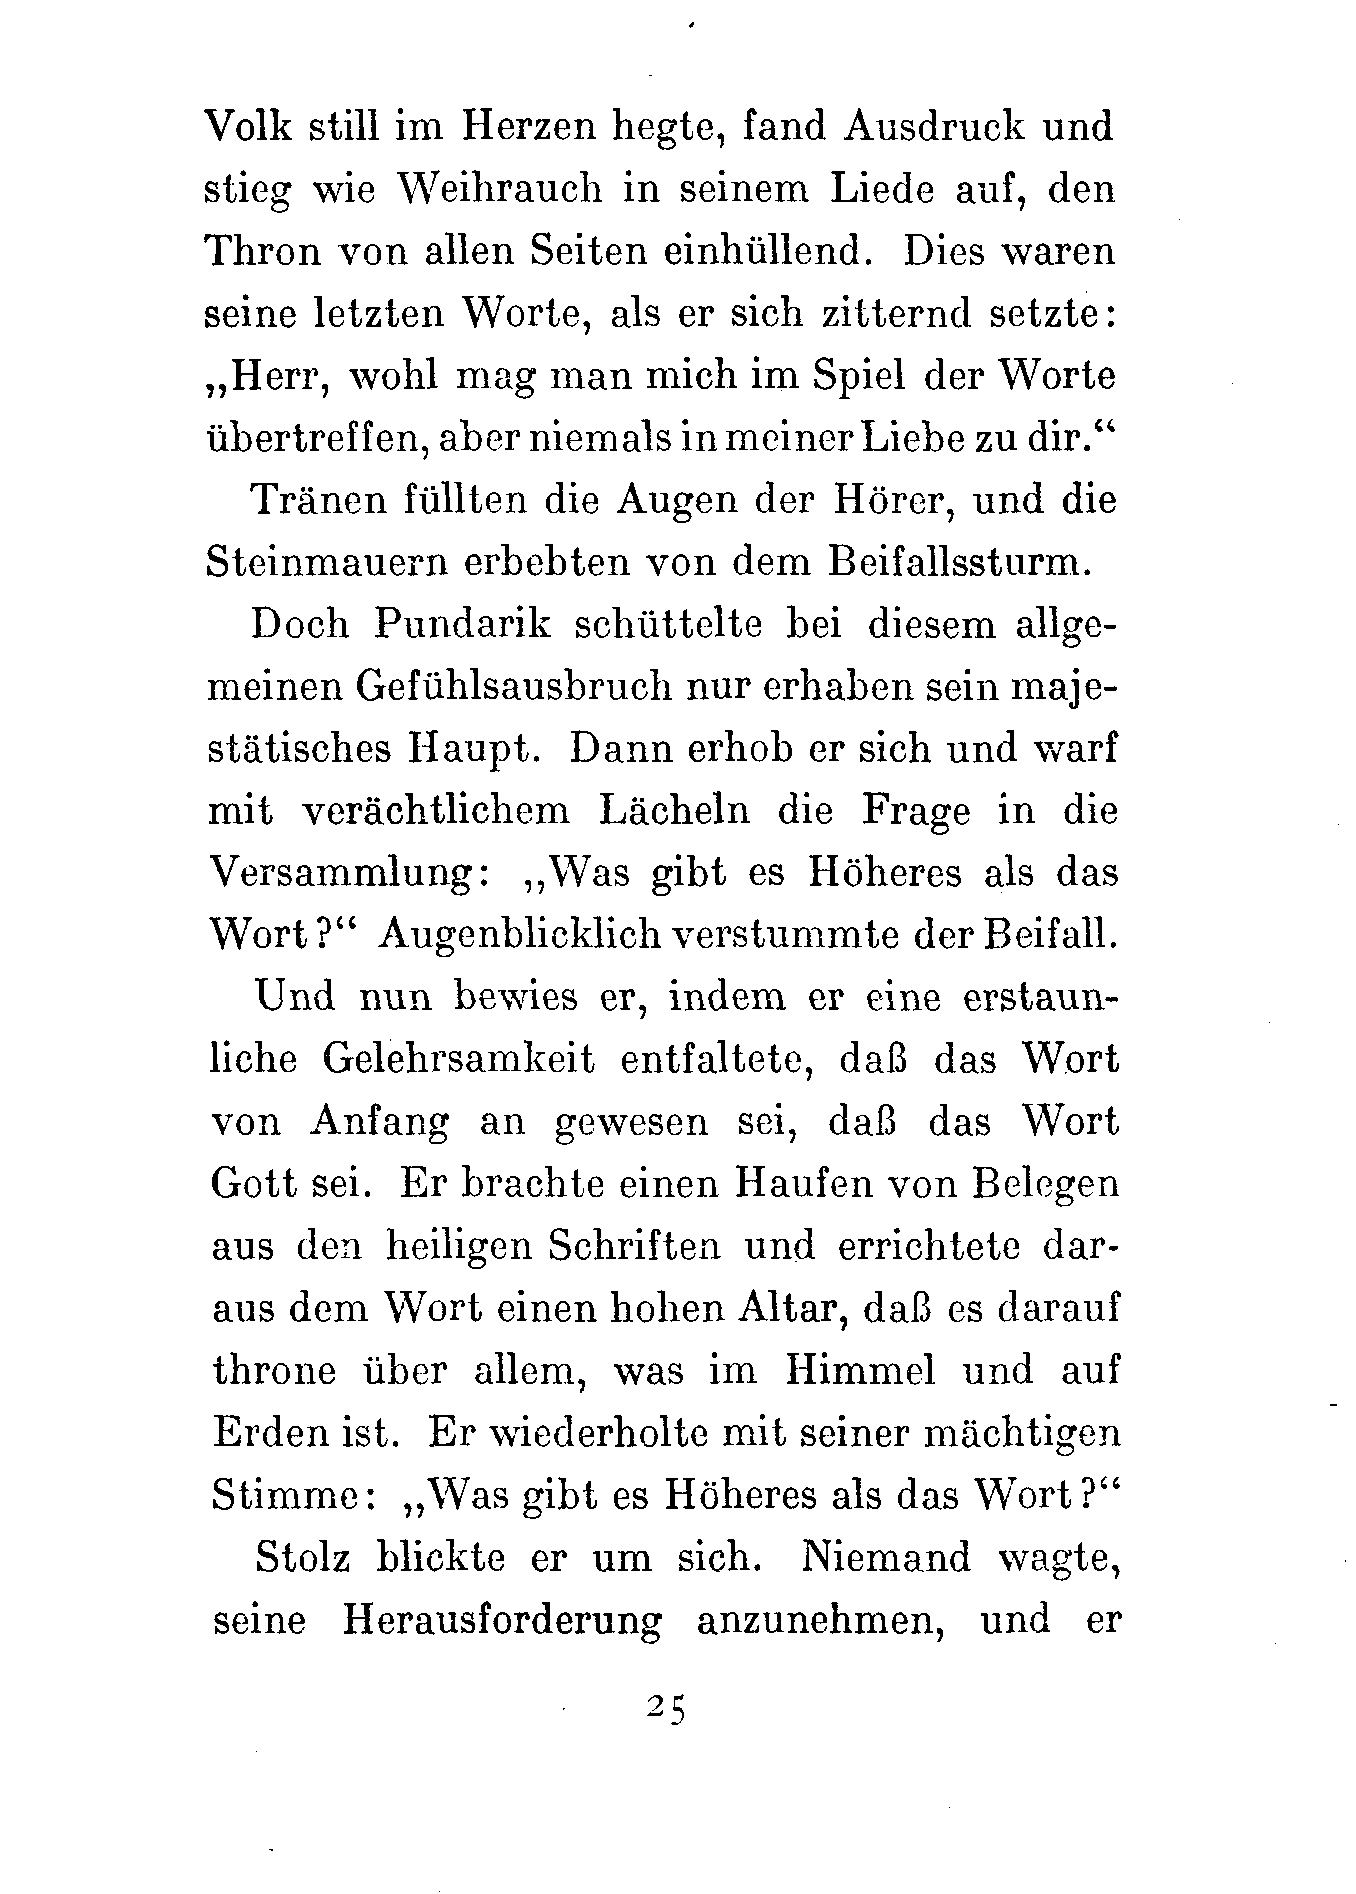 Volk still im Herzen hegte, fand Ausdruck und
stieg wie Weihrauch in seinem Liede auf, den
Thron von allen Seiten einhüllend. Dies waren
seine letzten Worte, als er sich zitternd setzte:
„Herr, wohl mag man mich im Spiel der Worte
übertreffen, aber niemals in meiner Liebe zu dir.“
Tränen füllten die Augen der Hörer, und die
Steinmauern erbebten von dem Beifallssturm.
Doch Pundarik schüttelte bei diesem allge-
meinen Gefühlsausbruch nur erhaben sein maje-
stätisches Haupt. Dann erhob er sich und warf
mit verächtlichem Lächeln die Frage in die
Versammlung: „Was gibt es Höheres als das
Wort?“ Augenblicklich verstummte der Beifall.
Und nun bewies er, indem er eine erstaun-
liche Gelehrsamkeit entfaltete, daß das Wort
von Anfang an gewesen sei, daß das Wort
Gott sei. Er brachte einen Haufen von Belegen
aus den heiligen Schriften und errichtete dar-
aus dem Wort einen hohen Altar, daß es darauf
throne über allem, was im Himmel und auf
Erden ist. Er wiederholte mit seiner mächtigen
Stimme: „Was gibt es Höheres als das Wort?“
Stolz blickte er um sich. Niemand wagte,
seine Herausforderung anzunehmen, und er
25